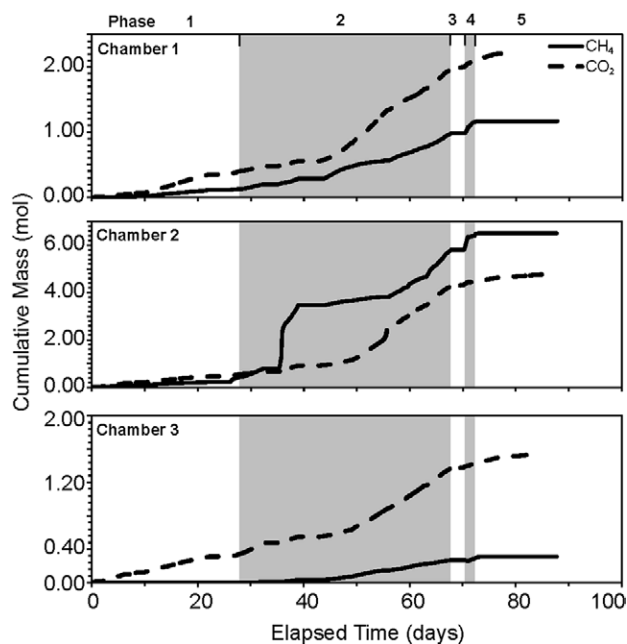 Phase 1 2 3 4 5
Chamber 1
CH₄
CO₂
2.00
1.00
0.00
Chamber 2
6.00
4.00
2.00
0.00
Cumulative Mass (mol)
Chamber 3
2.00
1.20
0.40
0.00
0 20 40 60 80 100
Elapsed Time (days)